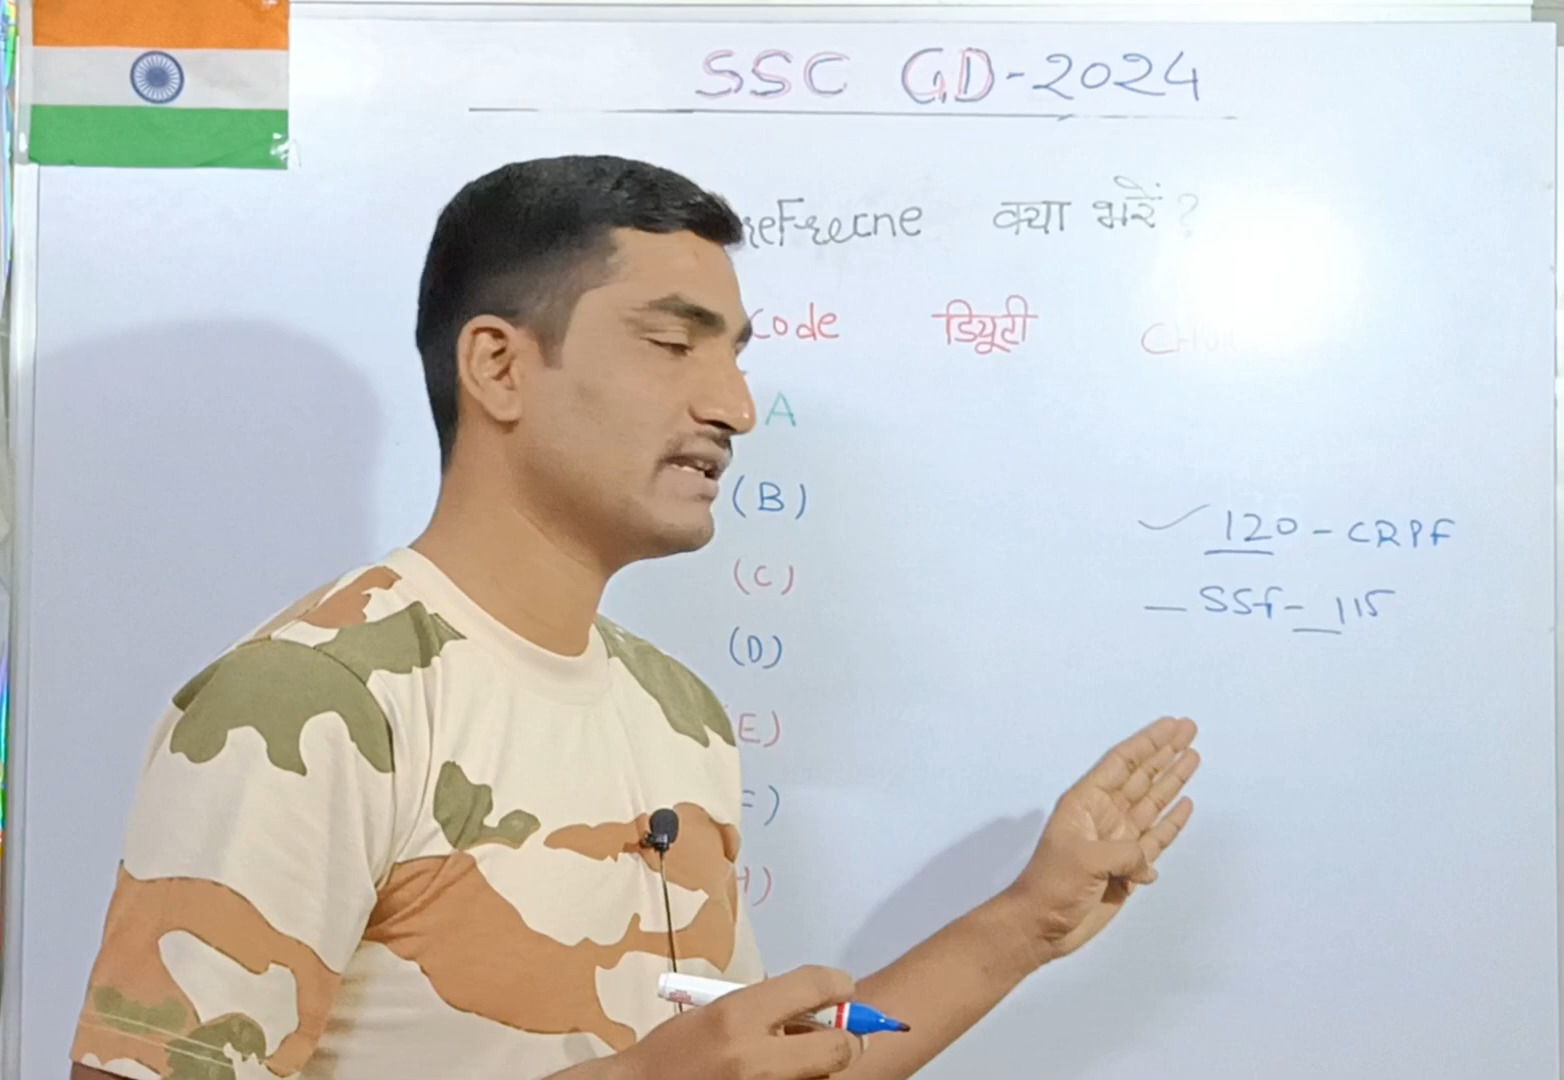 SSC GD-2024
reFrecne क्या भरें?
Code डियूटी
A
(B)
✓ 120 - CRPF
(C)
- SSF - 115
(D)
E)
F)
H)